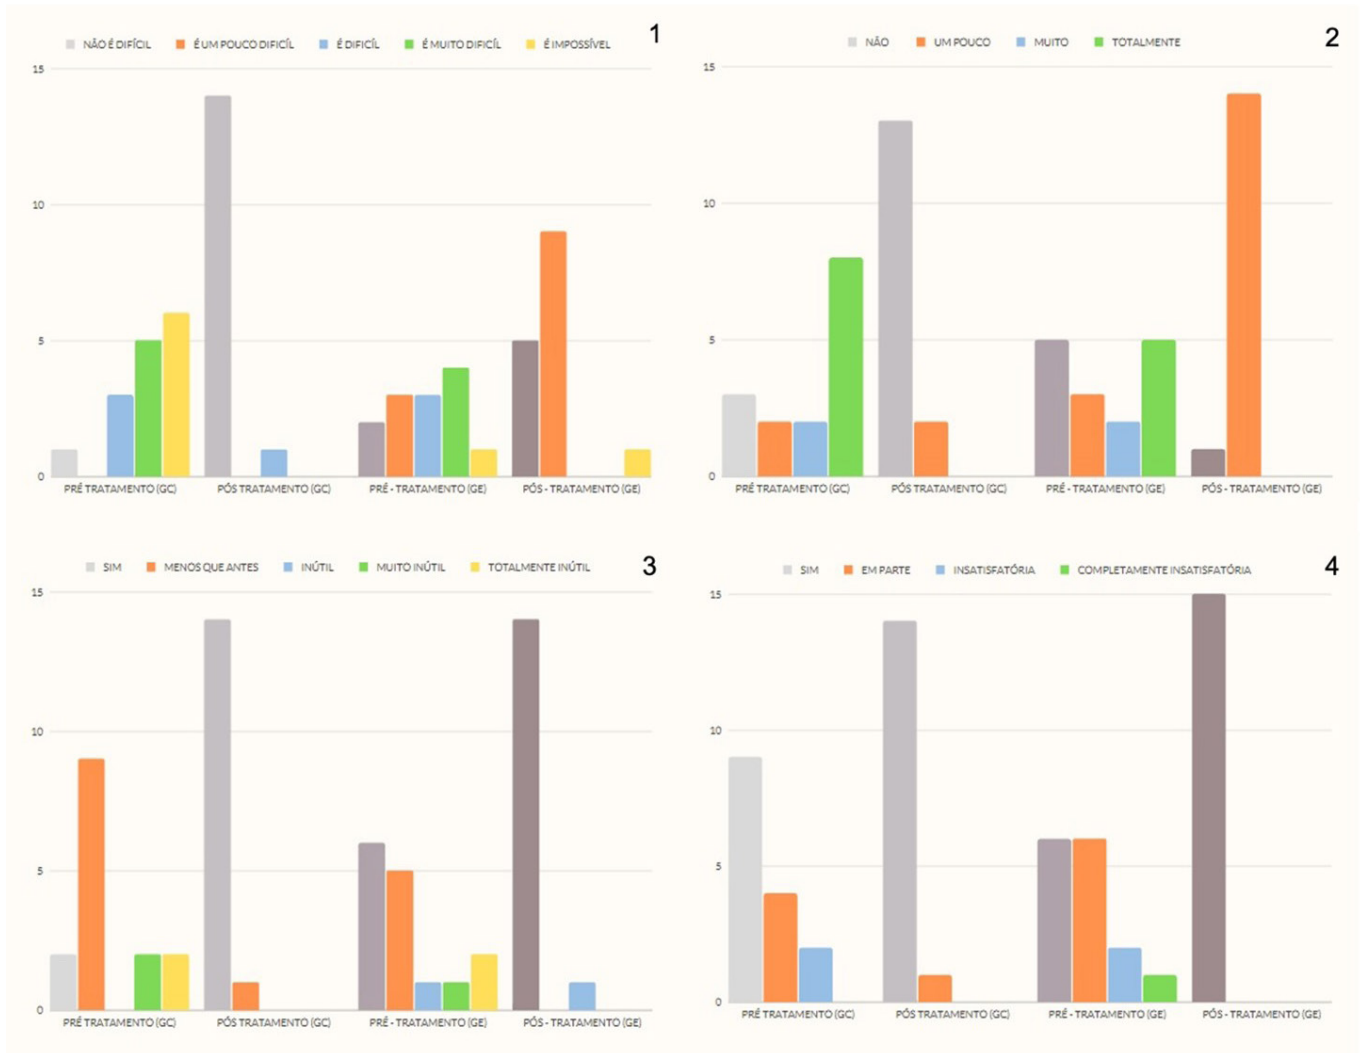 NÃO É DIFÍCIL É UM POUCO DIFICÍL É DIFICÍL É MUITO DIFICÍL É IMPOSSÍVEL 1
15
10
5
0
PRÉ TRATAMENTO (GC) PÓS TRATAMENTO (GC) PRÉ - TRATAMENTO (GE) PÓS - TRATAMENTO (GE)
NÃO UM POUCO MUITO TOTALMENTE 2
15
10
5
0
PRÉ TRATAMENTO (GC) PÓS TRATAMENTO (GC) PRÉ - TRATAMENTO (GE) PÓS - TRATAMENTO (GE)
SIM MENOS QUE ANTES INÚTIL MUITO INÚTIL TOTALMENTE INÚTIL 3
15
10
5
0
PRÉ TRATAMENTO (GC) PÓS TRATAMENTO (GC) PRÉ - TRATAMENTO (GE) PÓS - TRATAMENTO (GE)
SIM EM PARTE INSATISFATÓRIA COMPLETAMENTE INSATISFATÓRIA 4
15
10
5
0
PRÉ TRATAMENTO (GC) PÓS TRATAMENTO (GC) PRÉ - TRATAMENTO (GE) PÓS - TRATAMENTO (GE)